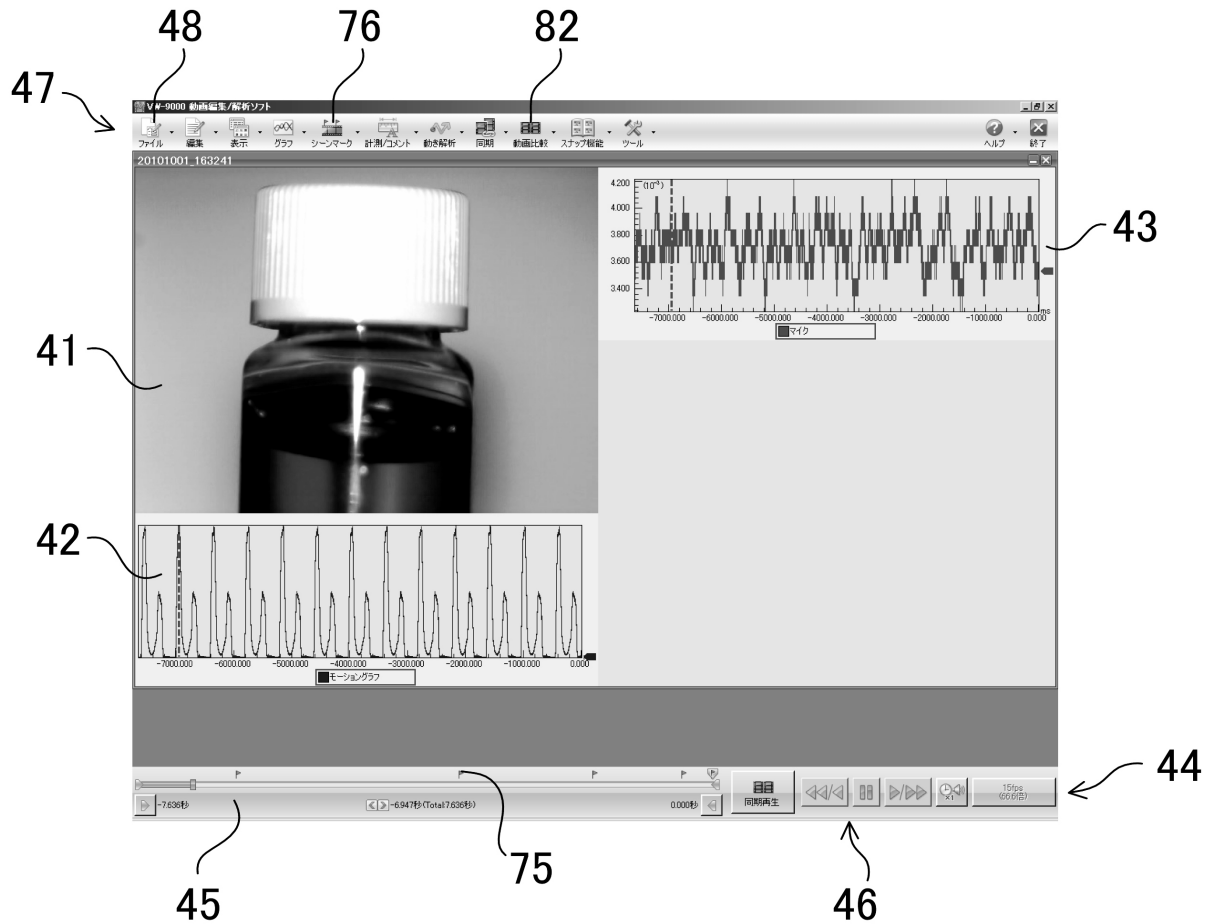 48 76 82
47
VW-9000 動画編集/解析ソフト
ファイル 編集 表示 グラフ シーンマーク 計測/コメント 動き解析 同期 動画比較 スナップ機能 ツール ヘルプ 終了
20101001_163241
4.200 (10⁻³)
4.000
3.800
3.600
3.400
-7000.000 -6000.000 -5000.000 -4000.000 -3000.000 -2000.000 -1000.000 0.000 ms
マイク
43
41
42
-7000.000 -6000.000 -5000.000 -4000.000 -3000.000 -2000.000 -1000.000 0.000
モーショングラフ
-7.636秒 -6.947秒(Total:7.636秒) 0.000秒
同期再生
x1
15fps
(66.6倍)
44
45
75
46